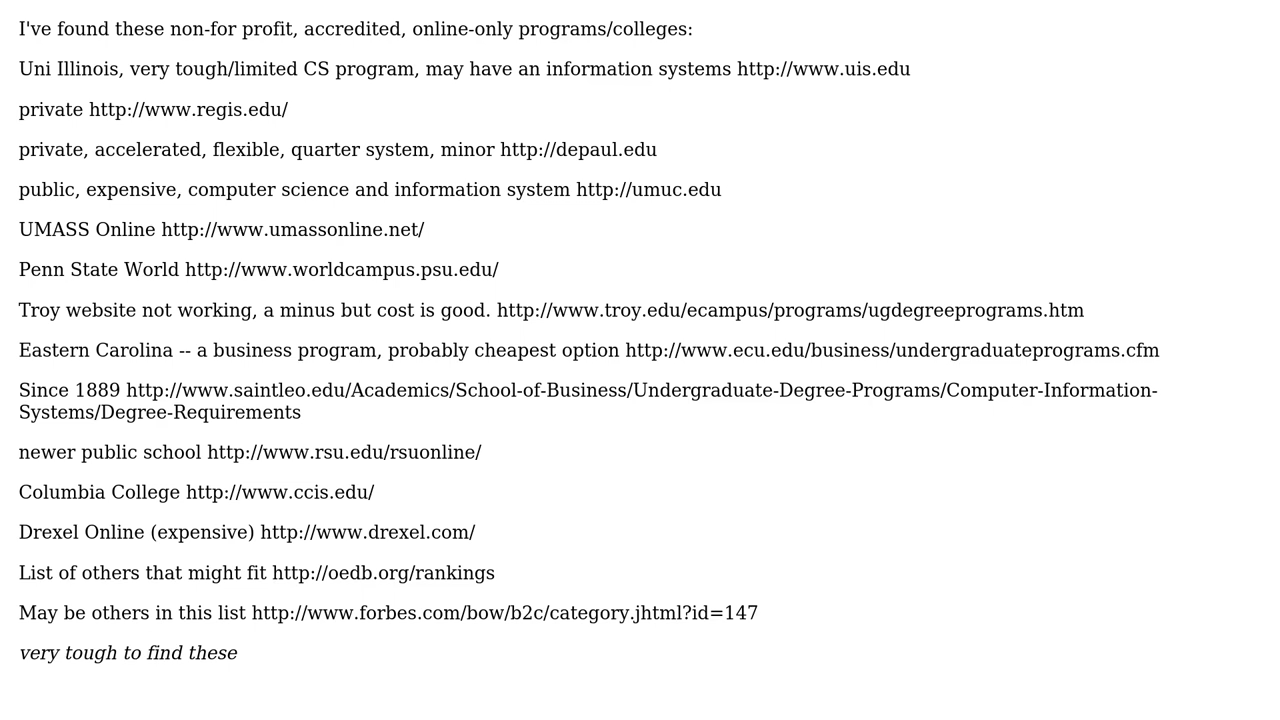 I've found these non-for profit, accredited, online-only programs/colleges:
Uni Illinois, very tough/limited CS program, may have an information systems http://www.uis.edu
private http://www.regis.edu/
private, accelerated, flexible, quarter system, minor http://depaul.edu
public, expensive, computer science and information system http://umuc.edu
UMASS Online http://www.umassonline.net/
Penn State World http://www.worldcampus.psu.edu/
Troy website not working, a minus but cost is good. http://www.troy.edu/ecampus/programs/ugdegreeprograms.htm
Eastern Carolina -- a business program, probably cheapest option http://www.ecu.edu/business/undergraduateprograms.cfm
Since 1889 http://www.saintleo.edu/Academics/School-of-Business/Undergraduate-Degree-Programs/Computer-Information-
Systems/Degree-Requirements
newer public school http://www.rsu.edu/rsuonline/
Columbia College http://www.ccis.edu/
Drexel Online (expensive) http://www.drexel.com/
List of others that might fit http://oedb.org/rankings
May be others in this list http://www.forbes.com/bow/b2c/category.jhtml?id=147
very tough to find these